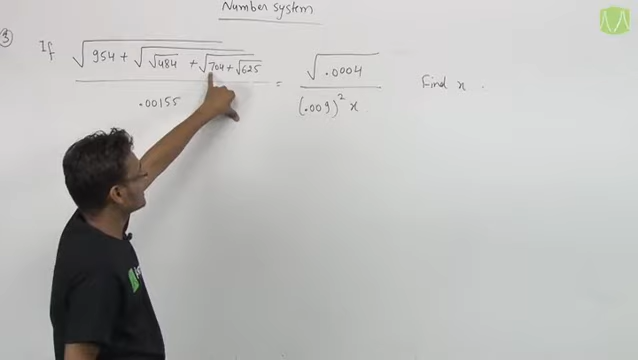 Number system
③ If √(954 + √(√484 + √(704 + √625))) / .00155 = √.0004 / (.009)² x Find x .